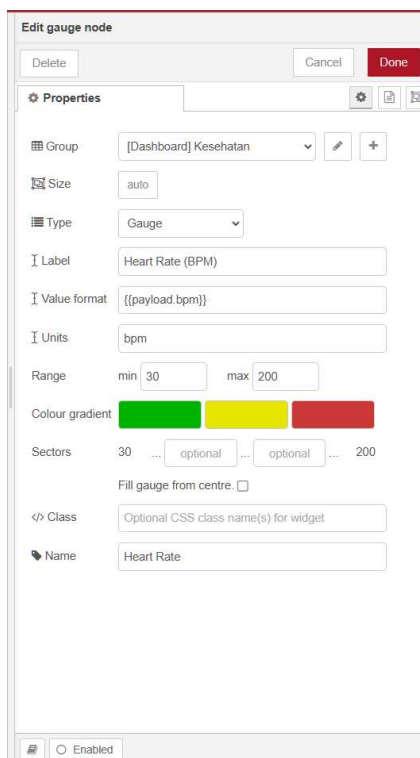 Edit gauge node
Delete Cancel Done
Properties
Group [Dashboard] Kesehatan
Size auto
Type Gauge
Label Heart Rate (BPM)
Value format {{payload.bpm}}
Units bpm
Range min 30 max 200
Colour gradient
Sectors 30 ... optional ... optional ... 200
Fill gauge from centre.
</> Class Optional CSS class name(s) for widget
Name Heart Rate
Enabled